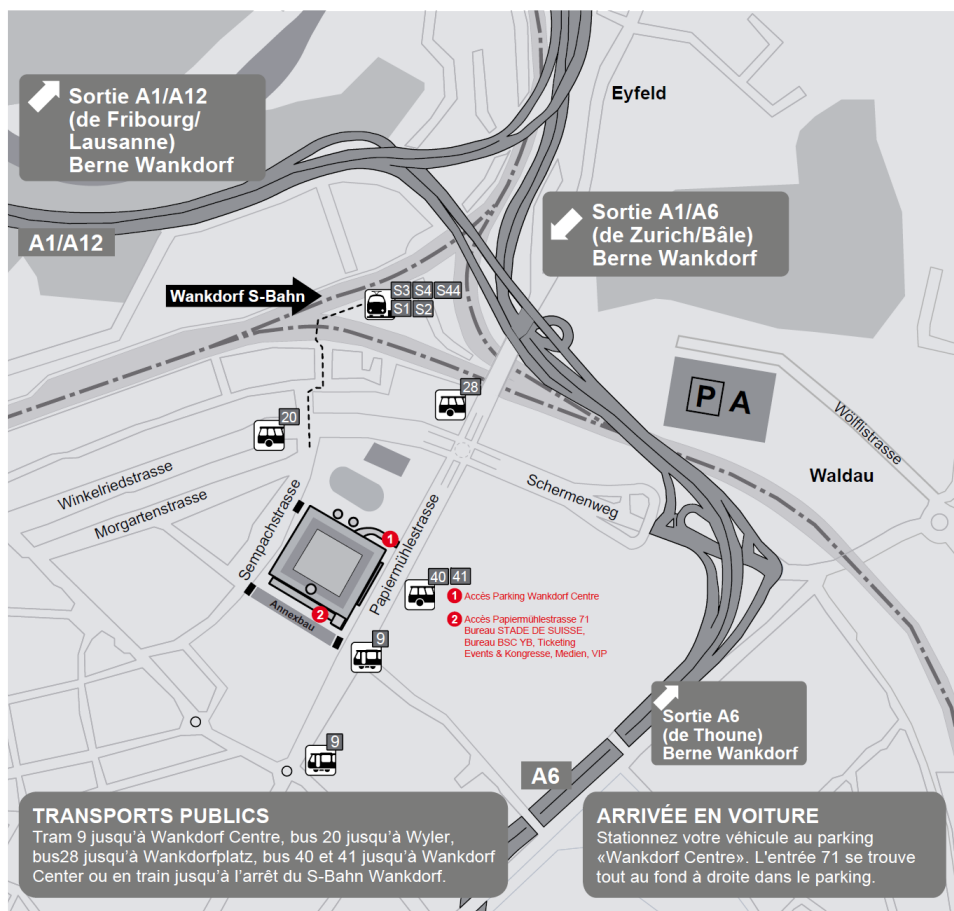 Eyfeld
Sortie A1/A12
(de Fribourg/
Lausanne)
Berne Wankdorf
Sortie A1/A6
(de Zurich/Bâle)
Berne Wankdorf
A1/A12
Wankdorf S-Bahn
S3 S4 S44
S1 S2
28
P A
20
Wölflistrasse
Waldau
Winkelriedstrasse
Morgartenstrasse
Schermenweg
Sempachstrasse
Papiermühlestrasse
1
40 41
1 Accès Parking Wankdorf Centre
2
Annexbau
2 Accès Papiermühlestrasse 71
Bureau STADE DE SUISSE,
Bureau BSC YB, Ticketing
Events & Kongresse, Medien, VIP
9
Sortie A6
(de Thoune)
Berne Wankdorf
9
A6
TRANSPORTS PUBLICS
Tram 9 jusqu'à Wankdorf Centre, bus 20 jusqu'à Wyler,
bus28 jusqu'à Wankdorfplatz, bus 40 et 41 jusqu'à Wankdorf
Center ou en train jusqu'à l'arrêt du S-Bahn Wankdorf.
ARRIVÉE EN VOITURE
Stationnez votre véhicule au parking
«Wankdorf Centre». L'entrée 71 se trouve
tout au fond à droite dans le parking.